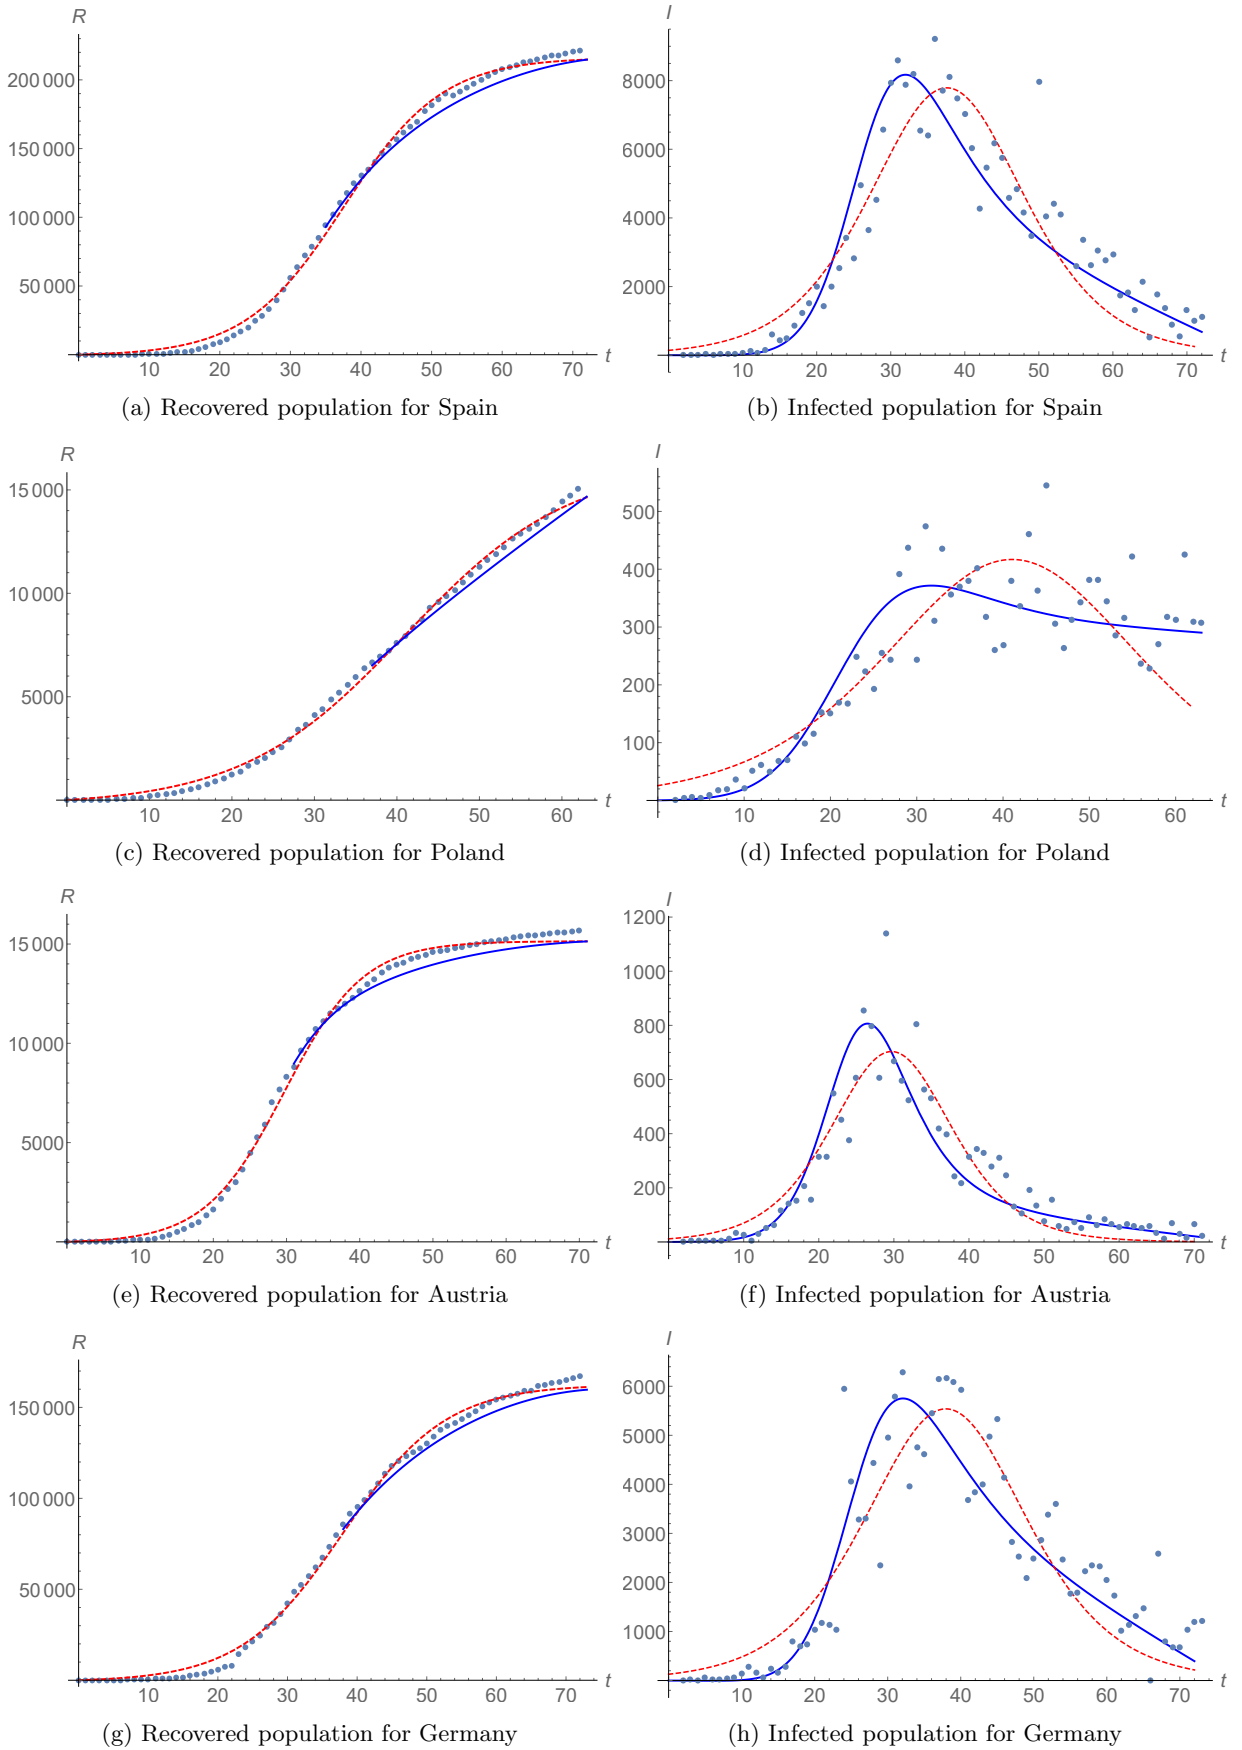 R
200 000
150 000
100 000
50 000
10 20 30 40 50 60 70 t
(a) Recovered population for Spain
I
8000
6000
4000
2000
10 20 30 40 50 60 70 t
(b) Infected population for Spain
R
15 000
10 000
5000
10 20 30 40 50 60 t
(c) Recovered population for Poland
I
500
400
300
200
100
10 20 30 40 50 60 t
(d) Infected population for Poland
R
15 000
10 000
5000
10 20 30 40 50 60 70 t
(e) Recovered population for Austria
I
1200
1000
800
600
400
200
10 20 30 40 50 60 70 t
(f) Infected population for Austria
R
150 000
100 000
50 000
10 20 30 40 50 60 70 t
(g) Recovered population for Germany
I
6000
5000
4000
3000
2000
1000
10 20 30 40 50 60 70 t
(h) Infected population for Germany